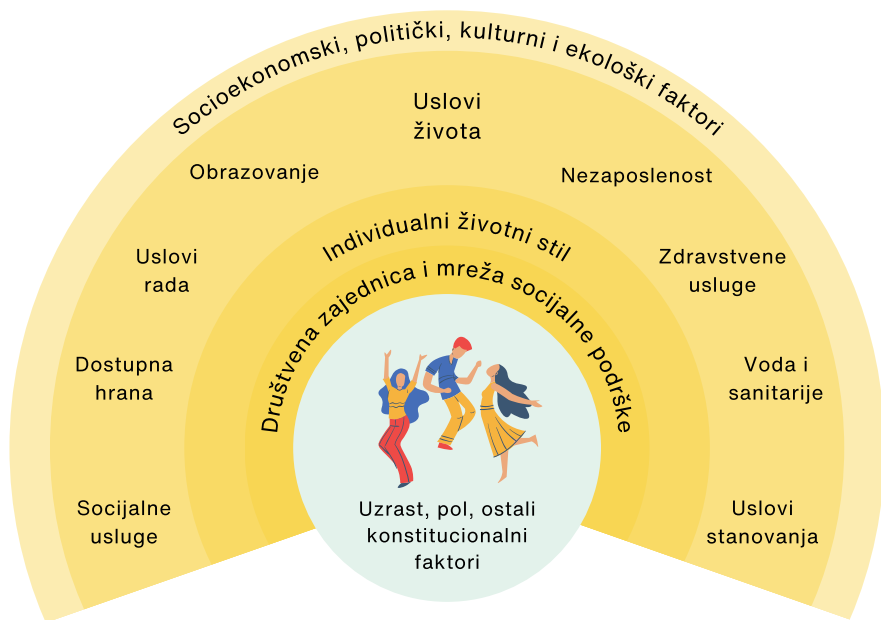 Socioekonomski, politički, kulturni i ekološki faktori
Uslovi
života
Obrazovanje
Nezaposlenost
Individualni životni stil
Uslovi
rada
Zdravstvene
usluge
Društvena zajednica i mreža socijalne podrške
Dostupna
hrana
Voda i
sanitarije
Socijalne
usluge
Uzrast, pol, ostali
konstitucionalni
faktori
Uslovi
stanovanja